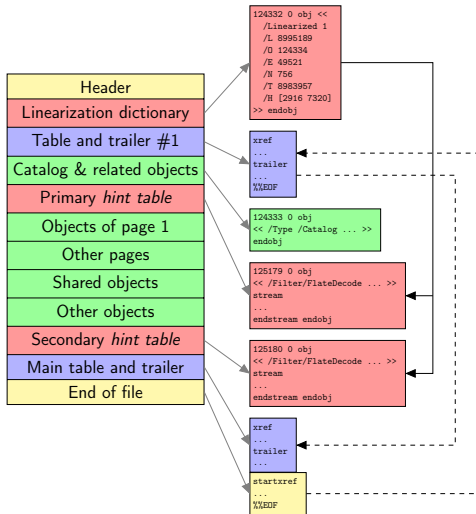 Header
Linearization dictionary
Table and trailer #1
Catalog & related objects
Primary hint table
Objects of page 1
Other pages
Shared objects
Other objects
Secondary hint table
Main table and trailer
End of file
124332 0 obj <<
/Linearized 1
/L 8995189
/O 124334
/E 49521
/N 756
/T 8983957
/H [2916 7320]
>> endobj
xref
...
trailer
...
%%EOF
124333 0 obj
<< /Type /Catalog ... >>
endobj
125179 0 obj
<< /Filter/FlateDecode ... >>
stream
...
endstream endobj
125180 0 obj
<< /Filter/FlateDecode ... >>
stream
...
endstream endobj
xref
...
trailer
...
startxref
...
%%EOF